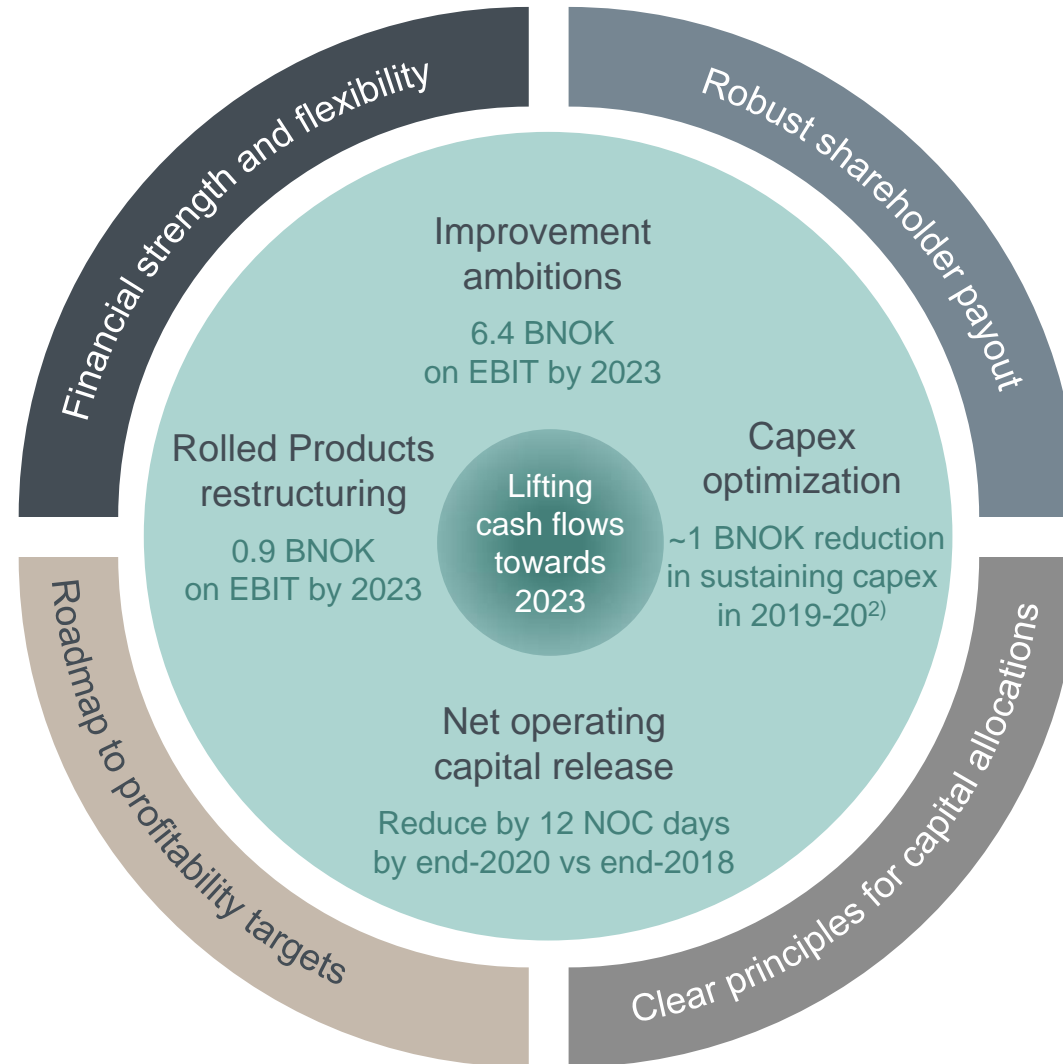 Financial strength and flexibility
Robust shareholder payout
Improvement
ambitions
6.4 BNOK
on EBIT by 2023
Rolled Products
restructuring
0.9 BNOK
on EBIT by 2023
Lifting
cash flows
towards
2023
Capex
optimization
~1 BNOK reduction
in sustaining capex
in 2019-20²⁾
Net operating
capital release
Reduce by 12 NOC days
by end-2020 vs end-2018
Roadmap to profitability targets
Clear principles for capital allocations